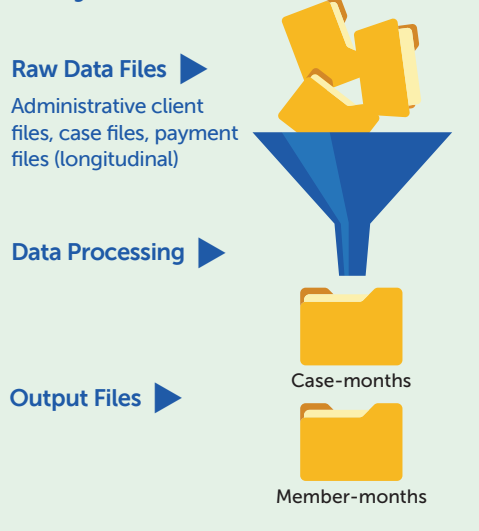 Raw Data Files
Administrative client
files, case files, payment
files (longitudinal)
Data Processing
Case-months
Output Files
Member-months